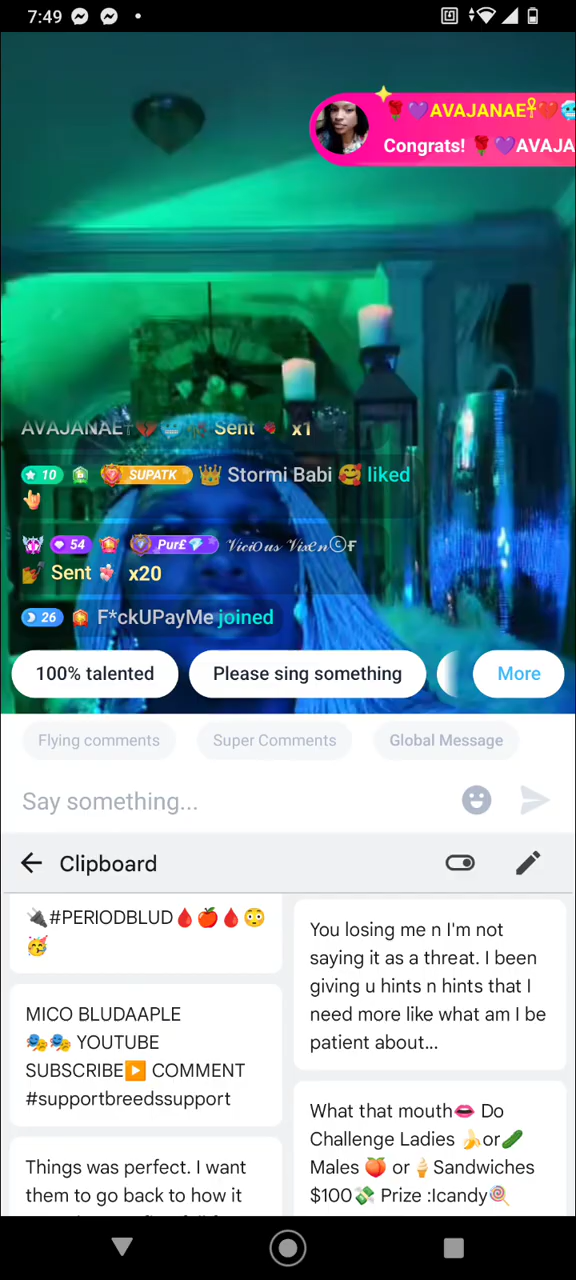 7:49
🌹💜AVAJANAE☥❤️🥶
Congrats! 🌹💜AVAJA
AVAJANAE Sent x1
10 SUPATK 👑 Stormi Babi 🥰 liked
🤟
54 Pur£💎 𝒱𝒾𝒸𝒾𝑜𝓊𝓈 𝒱𝒾𝓍𝑒𝓃ⒸF
Sent x20
26 F*ckUPayMe joined
100% talented
Please sing something
More
Flying comments
Super Comments
Global Message
Say something...
Clipboard
🔌#PERIODBLUD🩸🍎🩸😳
🥳
MICO BLUDAAPLE
🎭🎭 YOUTUBE
SUBSCRIBE▶️ COMMENT
#supportbreedssupport
Things was perfect. I want
them to go back to how it
You losing me n I'm not
saying it as a threat. I been
giving u hints n hints that I
need more like what am I be
patient about...
What that mouth👄 Do
Challenge Ladies 🍌or🥒
Males 🍑 or 🍦Sandwiches
$100💸 Prize :Icandy🍭